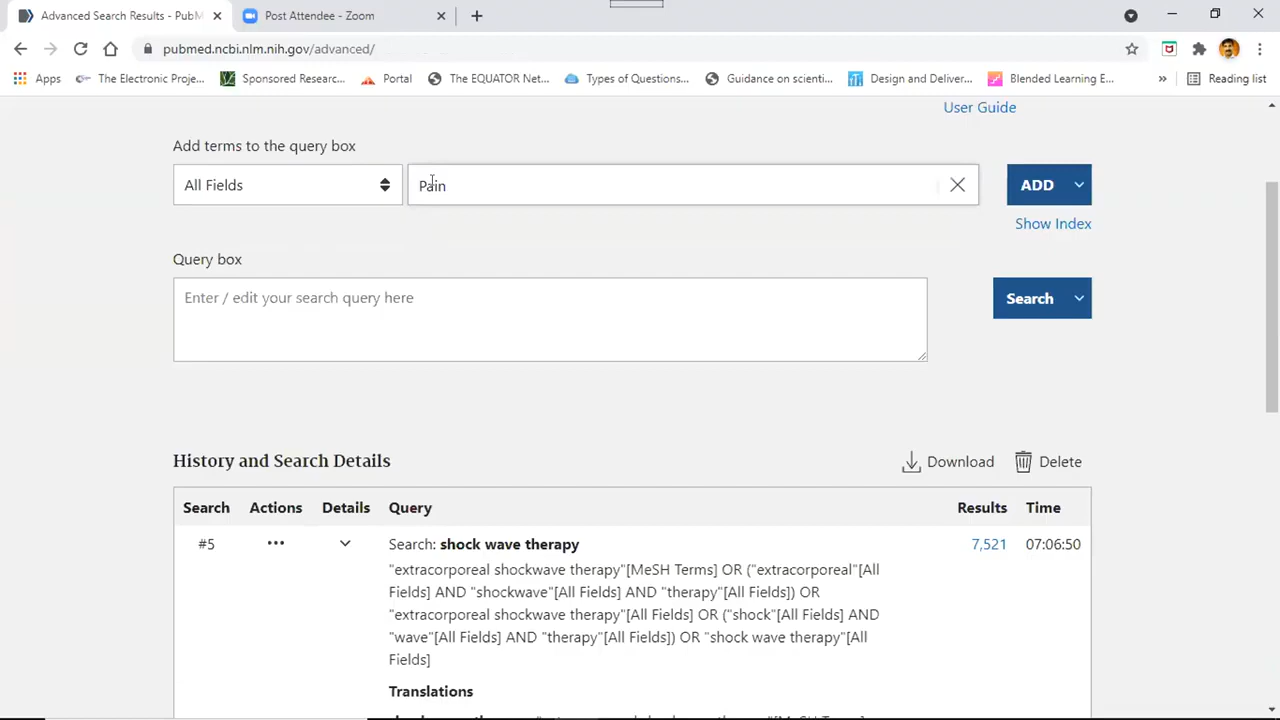 Advanced Search Results - PubM
Post Attendee - Zoom
pubmed.ncbi.nlm.nih.gov/advanced/
Apps
The Electronic Proje...
Sponsored Researc...
Portal
The EQUATOR Net...
Types of Questions...
Guidance on scienti...
Design and Deliver...
Blended Learning E...
»
Reading list
User Guide
Add terms to the query box
All Fields
Pain
ADD
Show Index
Query box
Enter / edit your search query here
Search
History and Search Details
Download
Delete
Search Actions Details Query Results Time
#5 ••• Search: shock wave therapy 7,521 07:06:50
"extracorporeal shockwave therapy"[MeSH Terms] OR ("extracorporeal"[All
Fields] AND "shockwave"[All Fields] AND "therapy"[All Fields]) OR
"extracorporeal shockwave therapy"[All Fields] OR ("shock"[All Fields] AND
"wave"[All Fields] AND "therapy"[All Fields]) OR "shock wave therapy"[All
Fields]
Translations